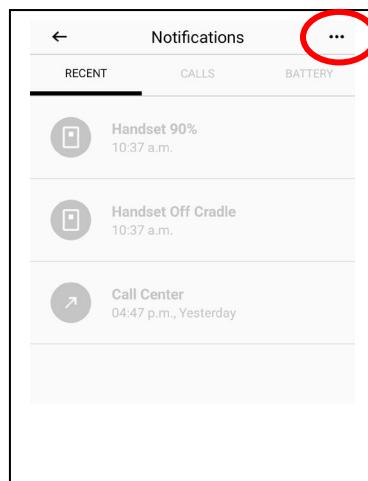 Notifications
RECENT CALLS BATTERY
Handset 90%
10:37 a.m.
Handset Off Cradle
10:37 a.m.
Call Center
04:47 p.m., Yesterday